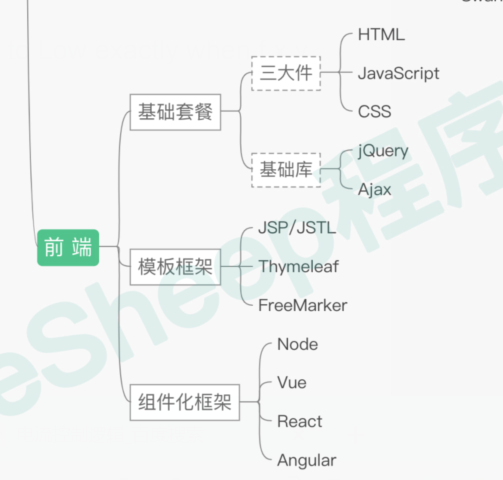 前端
基础套餐
三大件
HTML
JavaScript
CSS
基础库
jQuery
Ajax
模板框架
JSP/JSTL
Thymeleaf
FreeMarker
组件化框架
Node
Vue
React
Angular
eSheep程序